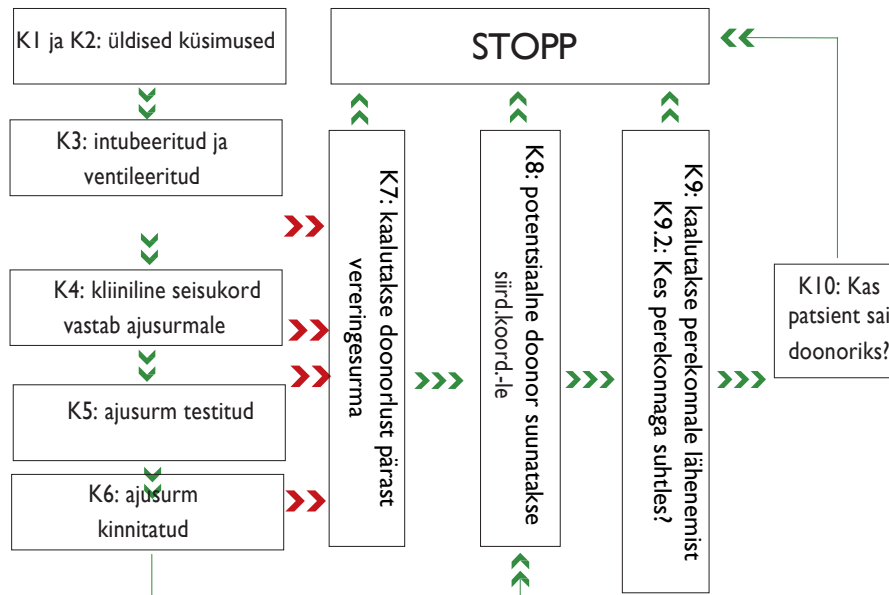 K1 ja K2: üldised küsimused
STOPP
K3: intubeeritud ja
ventileeritud
K4: kliiniline seisukord
vastab ajusurmale
K5: ajusurm testitud
K6: ajusurm
kinnitatud
K7: kaalutakse doonorlust pärast
vereringesurma
K8: potentsiaalne doonor suunatakse
siird.koord.-le
K9: kaalutakse perekonnale lähenemist
K9.2: Kes perekonnaga suhtles?
K10: Kas
patsient sai
doonoriks?